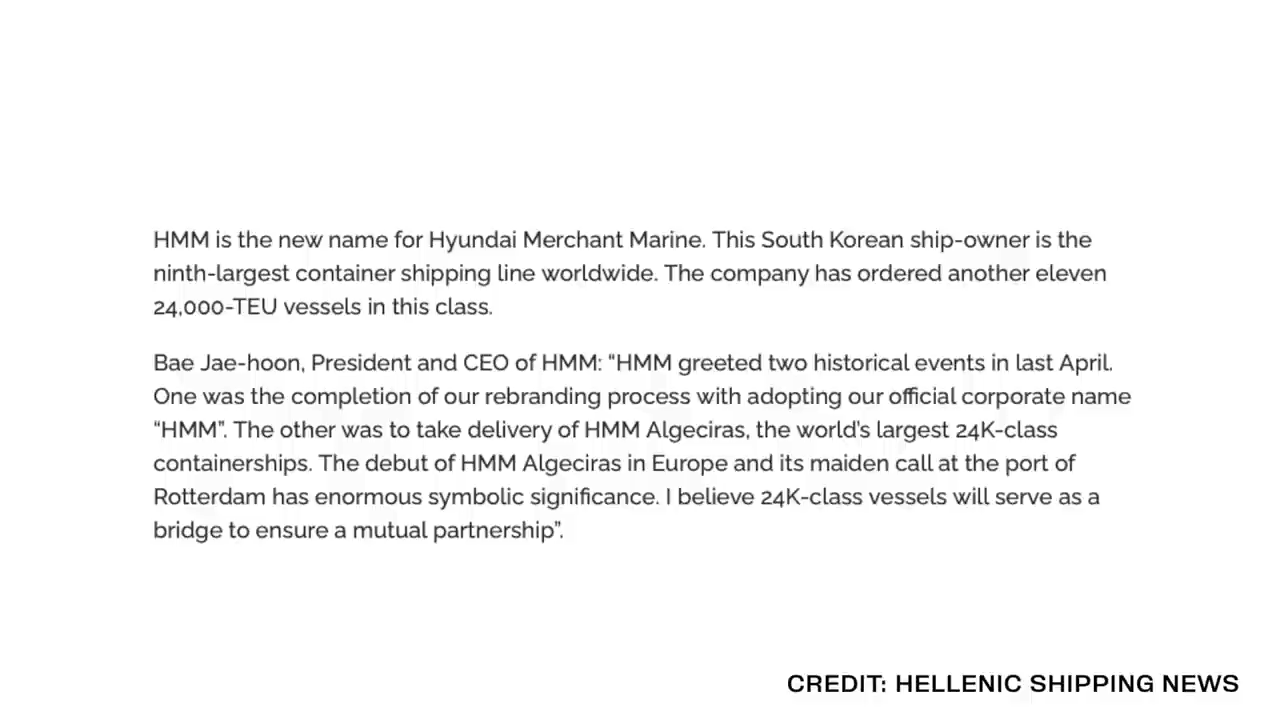 HMM is the new name for Hyundai Merchant Marine. This South Korean ship-owner is the
ninth-largest container shipping line worldwide. The company has ordered another eleven
24,000-TEU vessels in this class.
Bae Jae-hoon, President and CEO of HMM: “HMM greeted two historical events in last April.
One was the completion of our rebranding process with adopting our official corporate name
“HMM”. The other was to take delivery of HMM Algeciras, the world’s largest 24K-class
containerships. The debut of HMM Algeciras in Europe and its maiden call at the port of
Rotterdam has enormous symbolic significance. I believe 24K-class vessels will serve as a
bridge to ensure a mutual partnership”.
CREDIT: HELLENIC SHIPPING NEWS